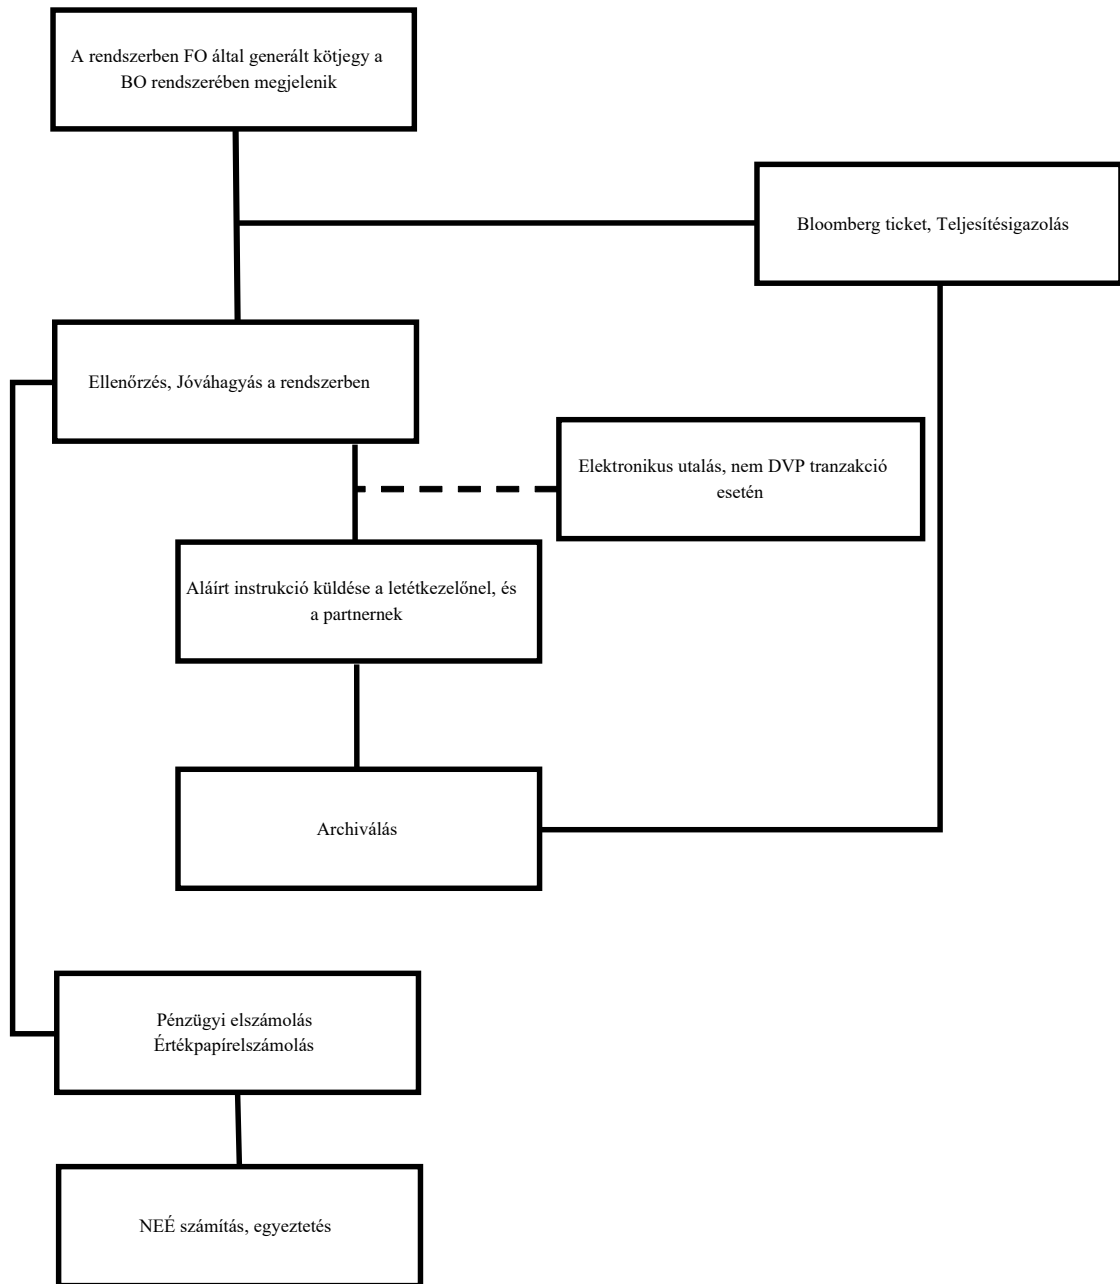 A rendszerben FO által generált kötjegy a
BO rendszerében megjelenik
Bloomberg ticket, Teljesítésigazolás
Ellenőrzés, Jóváhagyás a rendszerben
Elektronikus utalás, nem DVP tranzakció
esetén
Aláírt instrukció küldése a letétkezelőnel, és
a partnernek
Archiválás
Pénzügyi elszámolás
Értékpapírelszámolás
NEÉ számítás, egyeztetés